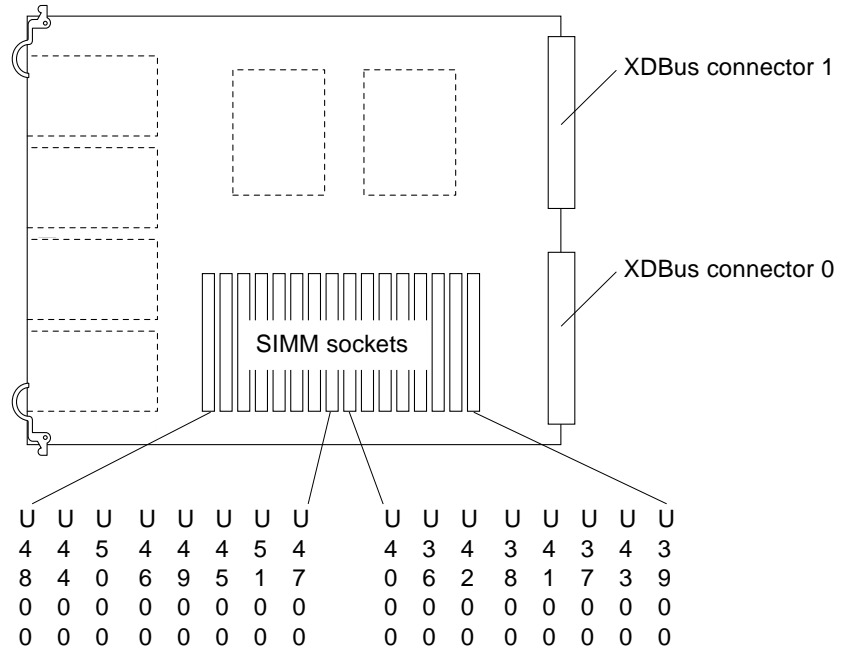 XDBus connector 1
XDBus connector 0
SIMM sockets
U4800
U4400
U5000
U4600
U4900
U4500
U5100
U4700
U4000
U3600
U4200
U3800
U4100
U3700
U4300
U3900